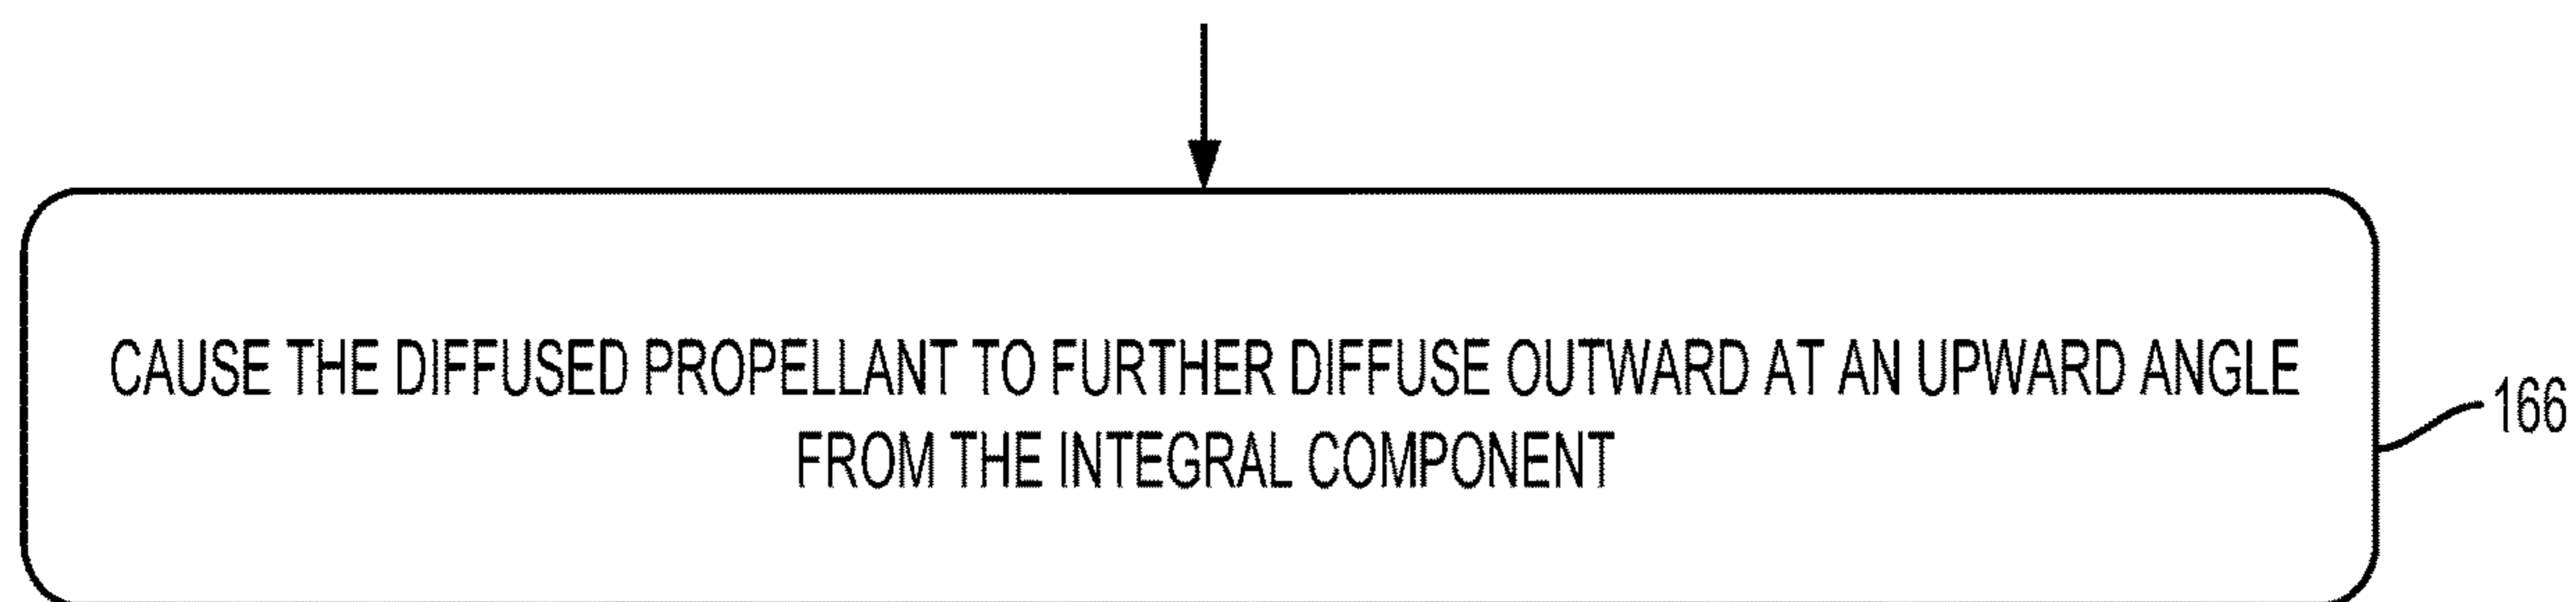 CAUSE THE DIFFUSED PROPELLANT TO FURTHER DIFFUSE OUTWARD AT AN UPWARD ANGLE
FROM THE INTEGRAL COMPONENT
166